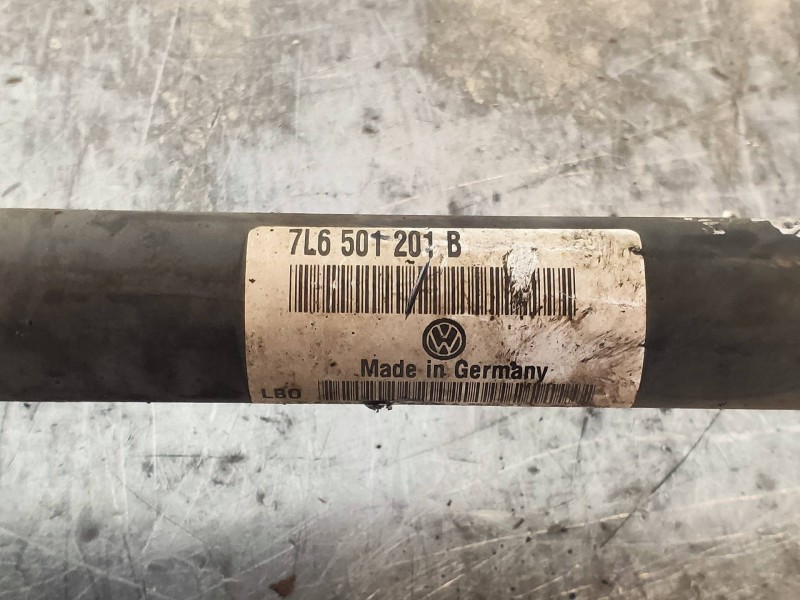 7L6 501 201 B
VW
Made in Germany
LBO